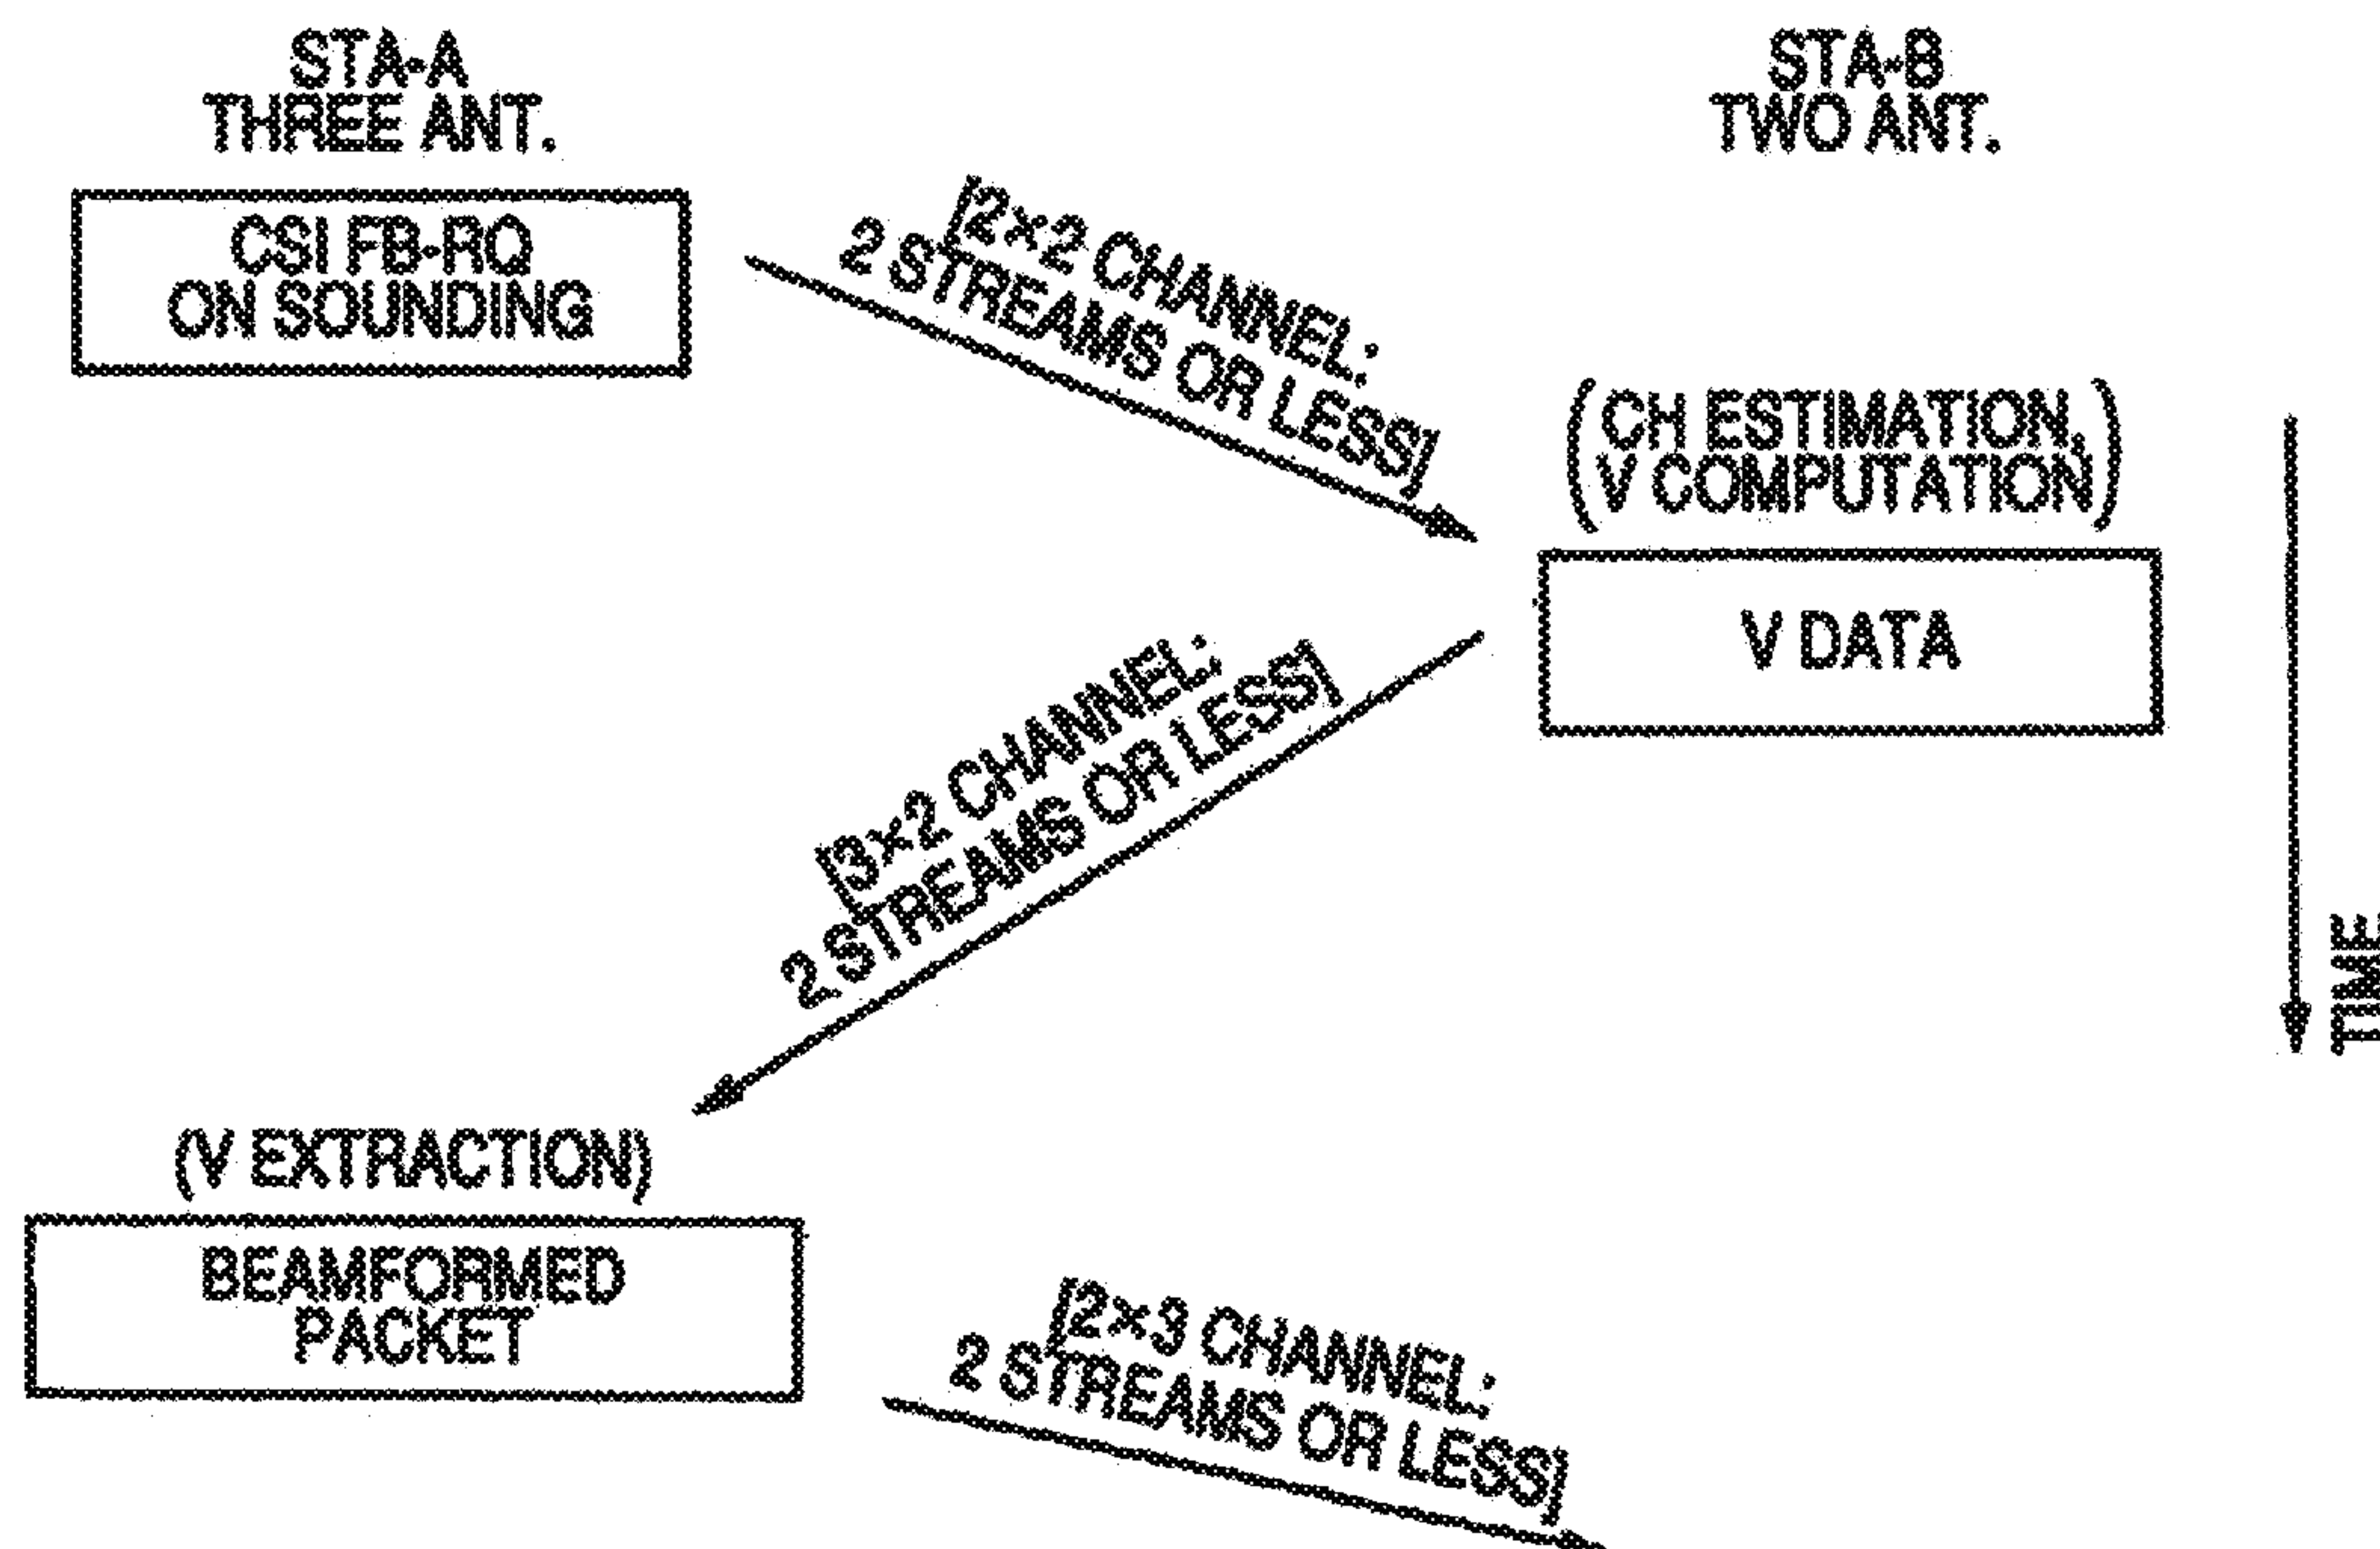 STA-A
THREE ANT.
STA-B
TWO ANT.
CSI FB-RQ
ON SOUNDING
[2×2 CHANNEL:
2 STREAMS OR LESS]
(CH ESTIMATION,
V COMPUTATION)
V DATA
[3×2 CHANNEL:
2 STREAMS OR LESS]
TIME
(V EXTRACTION)
BEAMFORMED
PACKET
[2×3 CHANNEL:
2 STREAMS OR LESS]